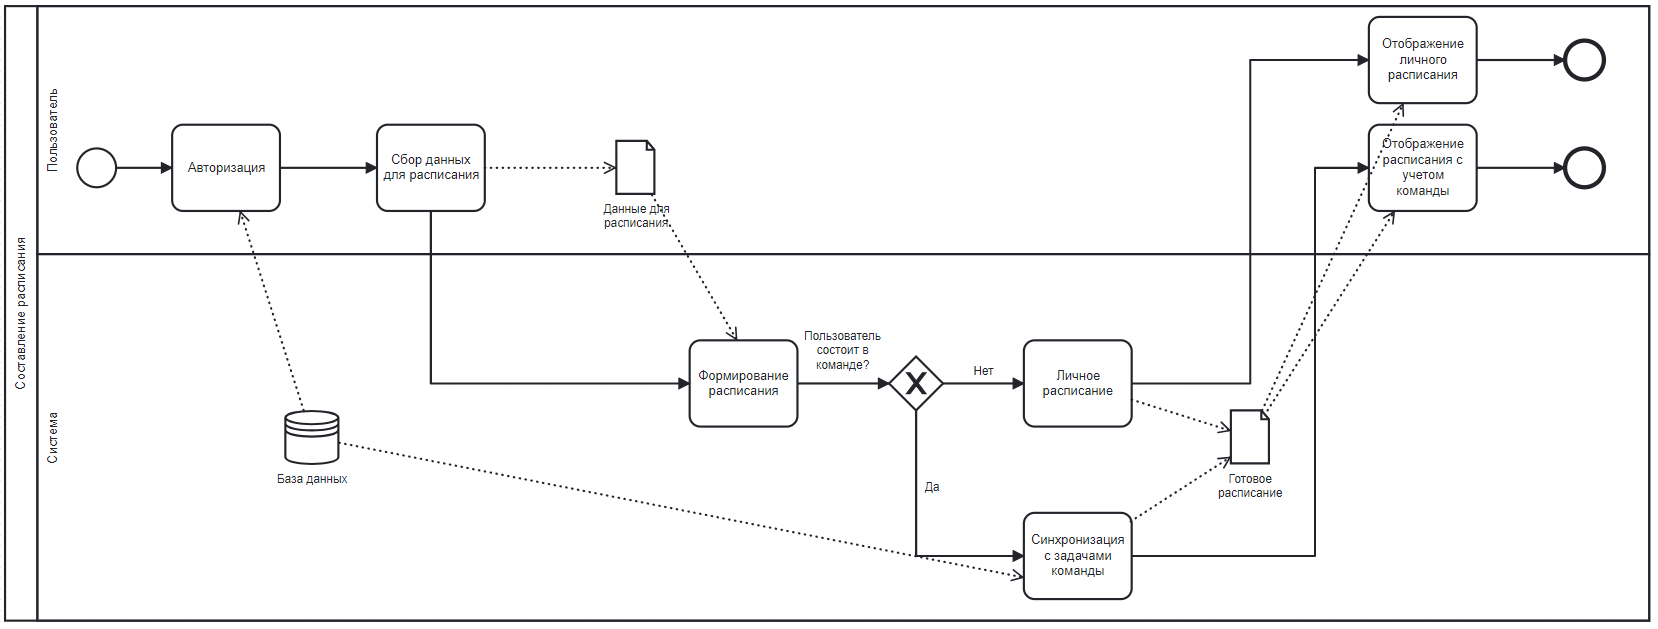 Составление расписания
Пользователь
Система
Авторизация
Сбор данных
для расписания
Данные для
расписания
Отображение
личного
расписания
Отображение
расписания с
учетом
команды
Формирование
расписания
Пользователь
состоит в
команде?
Нет
Личное
расписание
Да
База данных
Готовое
расписание
Синхронизация
с задачами
команды